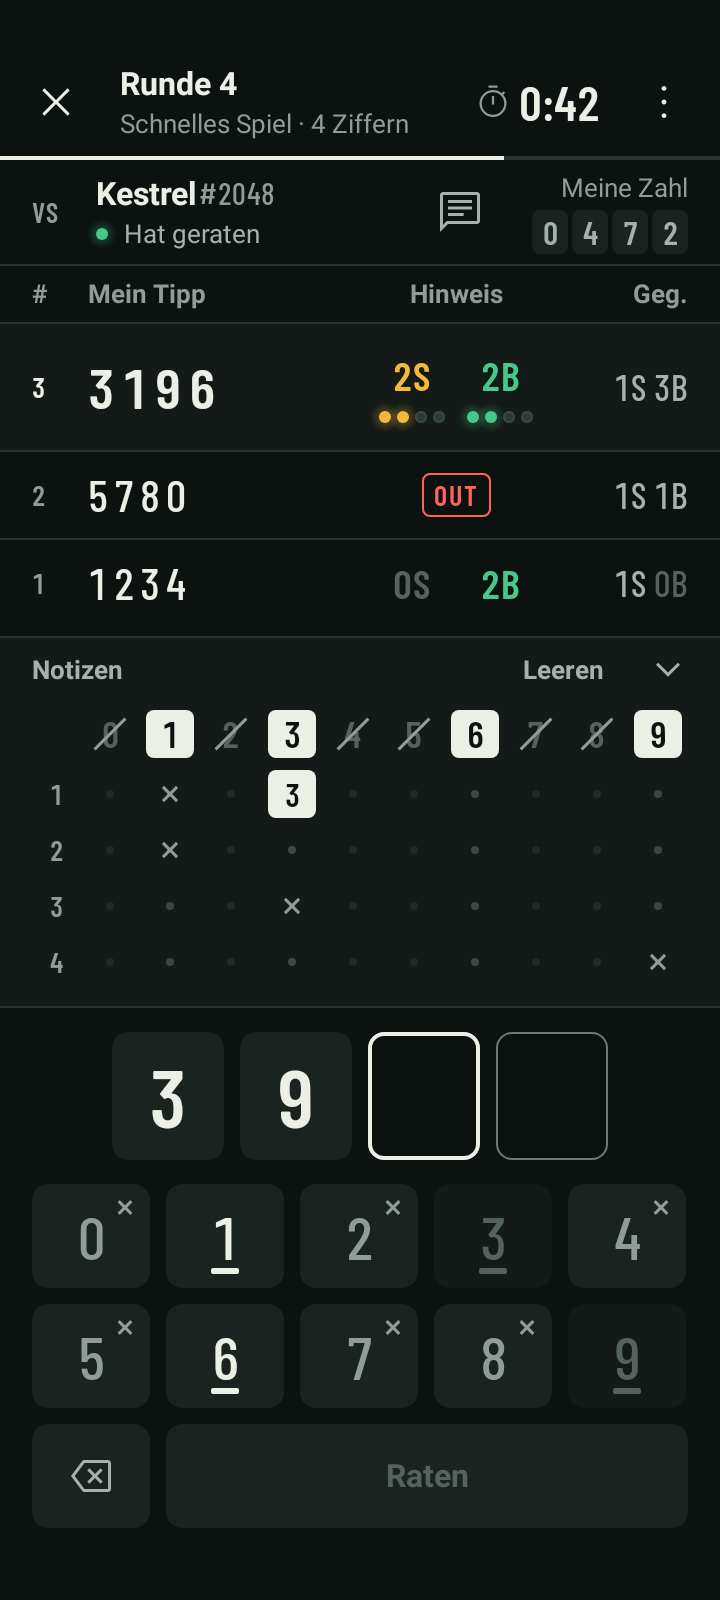 Runde 4
Schnelles Spiel · 4 Ziffern
0:42
VS
Kestrel#2048
Hat geraten
Meine Zahl
0 4 7 2
# Mein Tipp Hinweis Geg.
3 3196 2S 2B 1S 3B
2 5780 OUT 1S 1B
1 1234 0S 2B 1S 0B
Notizen Leeren
0 1 2 3 4 5 6 7 8 9
1 × 3
2 ×
3 ×
4 ×
3 9
0 × 1 2 × 3 4 ×
5 × 6 7 × 8 × 9
Raten